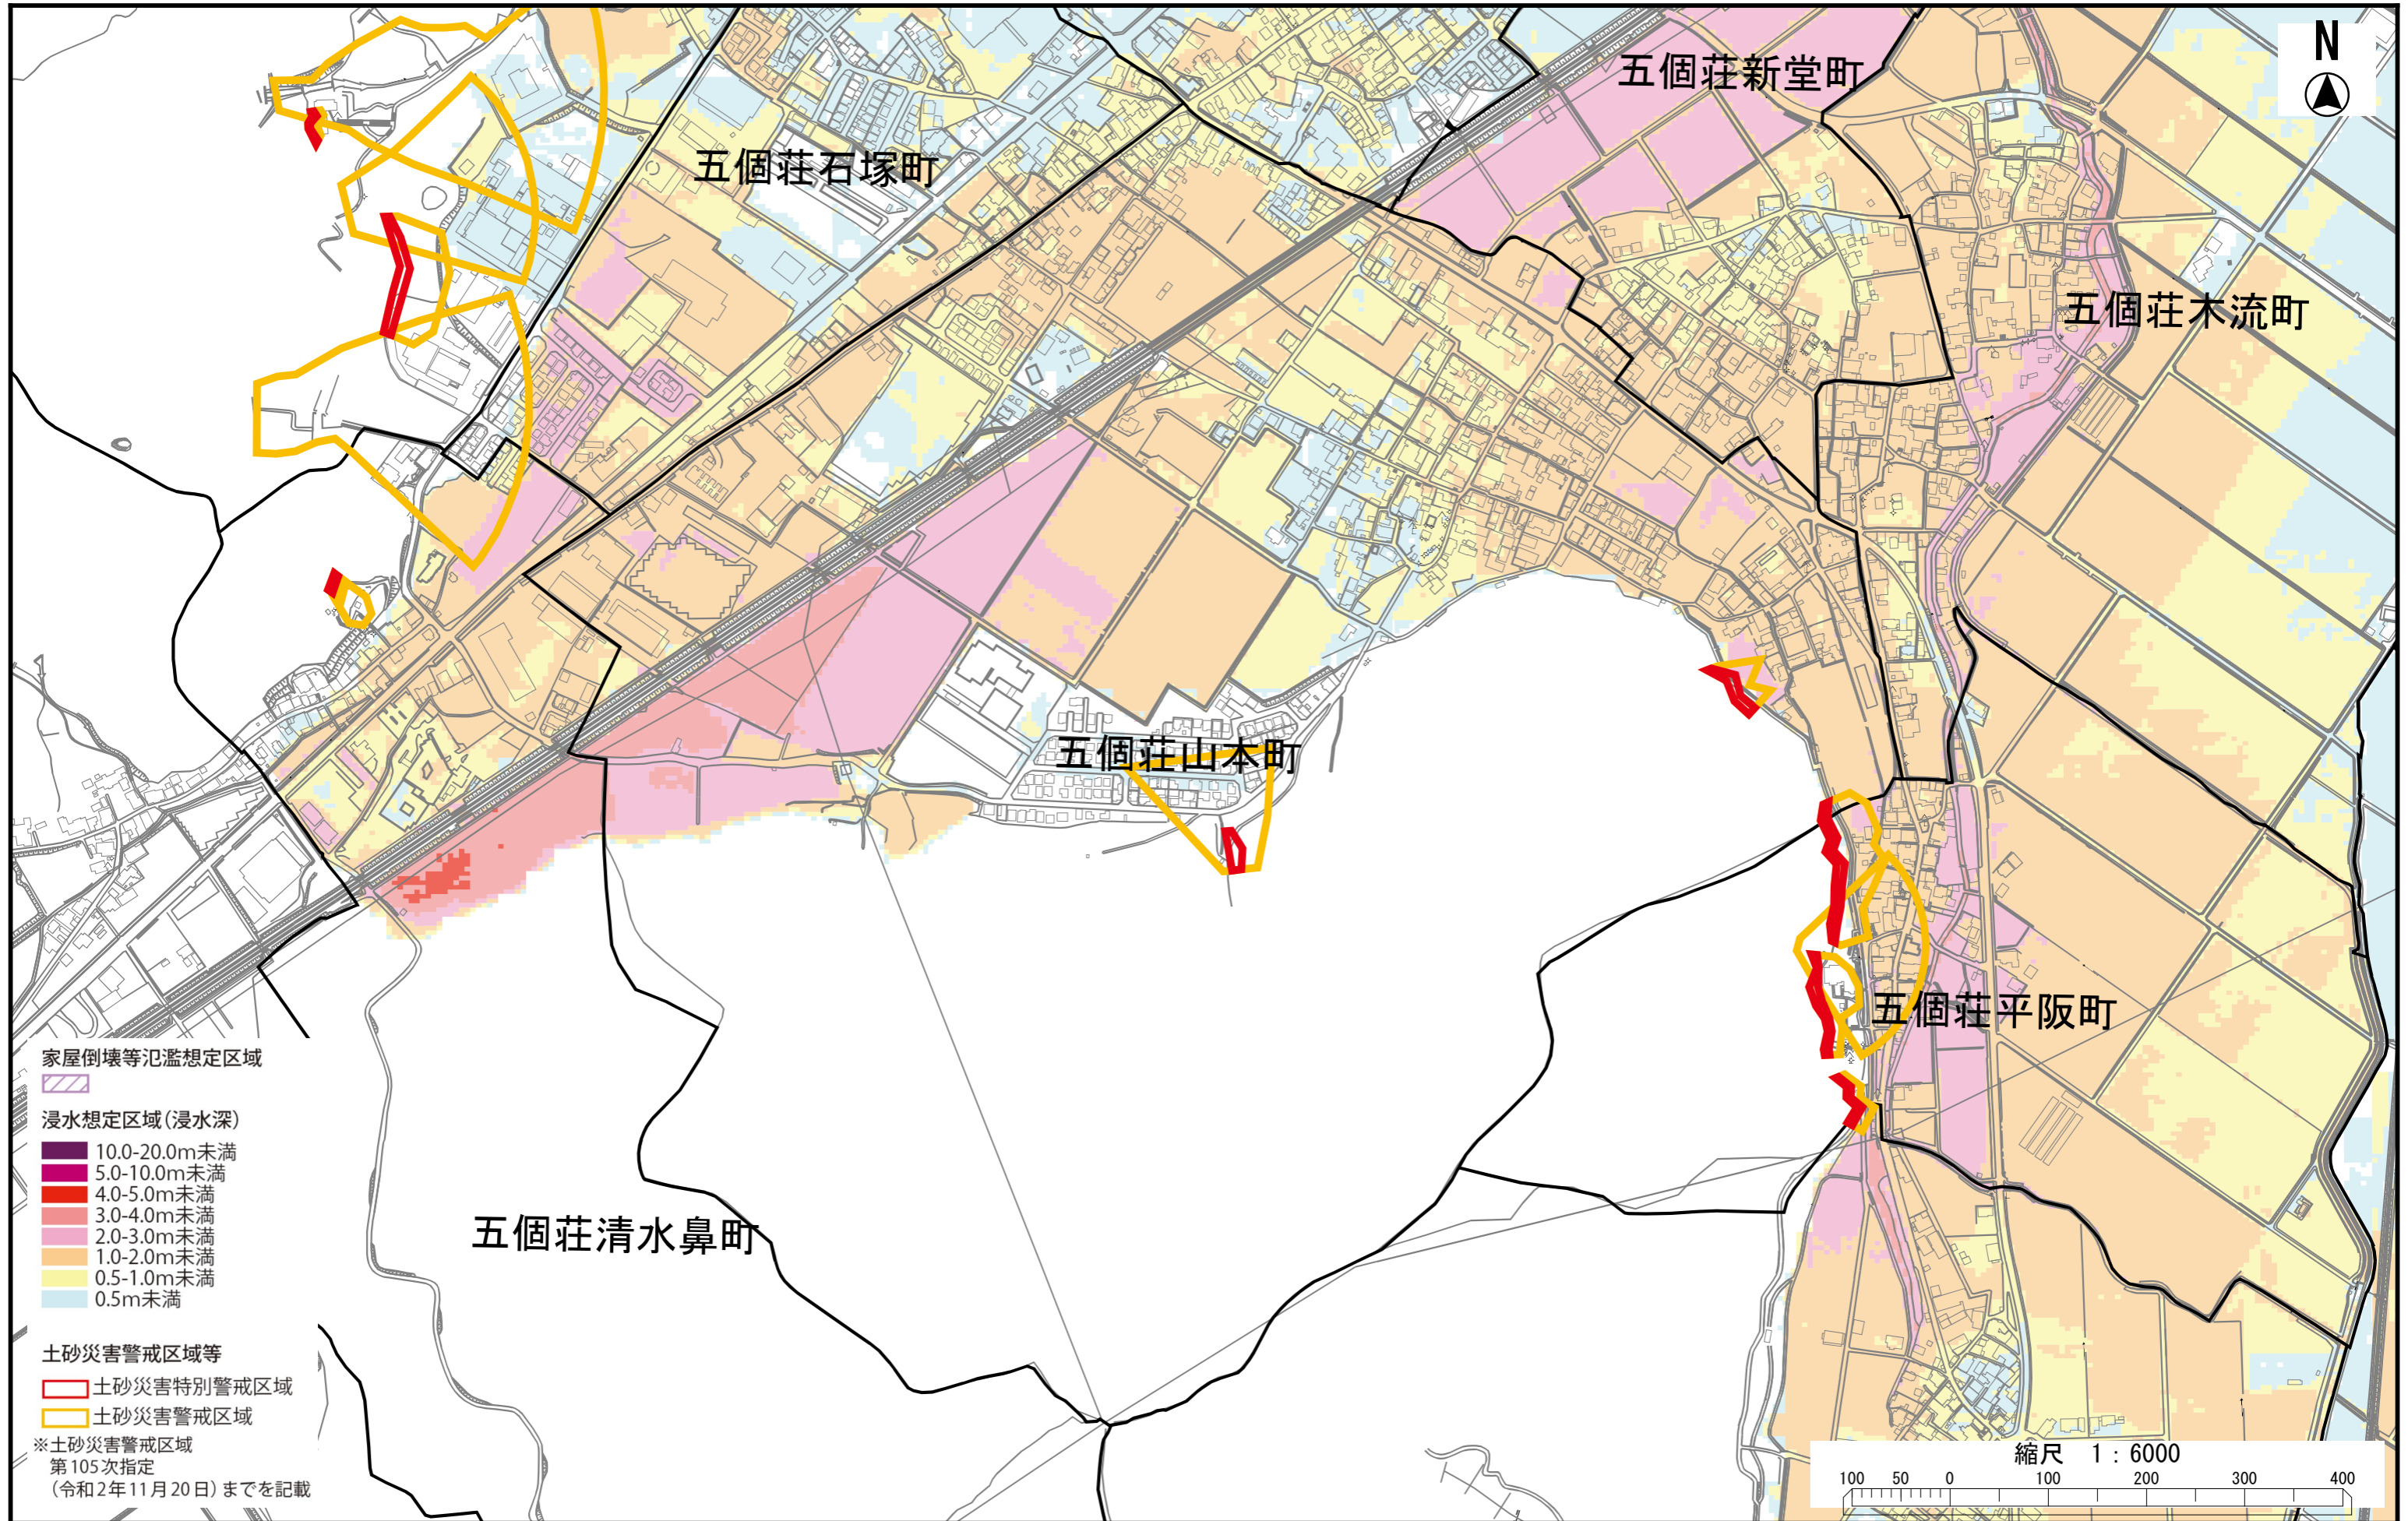 N
五個荘新堂町
五個荘石塚町
五個荘木流町
五個荘山本町
五個荘平阪町
五個荘清水鼻町
家屋倒壊等氾濫想定区域
浸水想定区域(浸水深)
10.0-20.0m未満
5.0-10.0m未満
4.0-5.0m未満
3.0-4.0m未満
2.0-3.0m未満
1.0-2.0m未満
0.5-1.0m未満
0.5m未満
土砂災害警戒区域等
土砂災害特別警戒区域
土砂災害警戒区域
※土砂災害警戒区域
第105次指定
(令和2年11月20日)までを記載
縮尺 1:6000
100 50 0 100 200 300 400